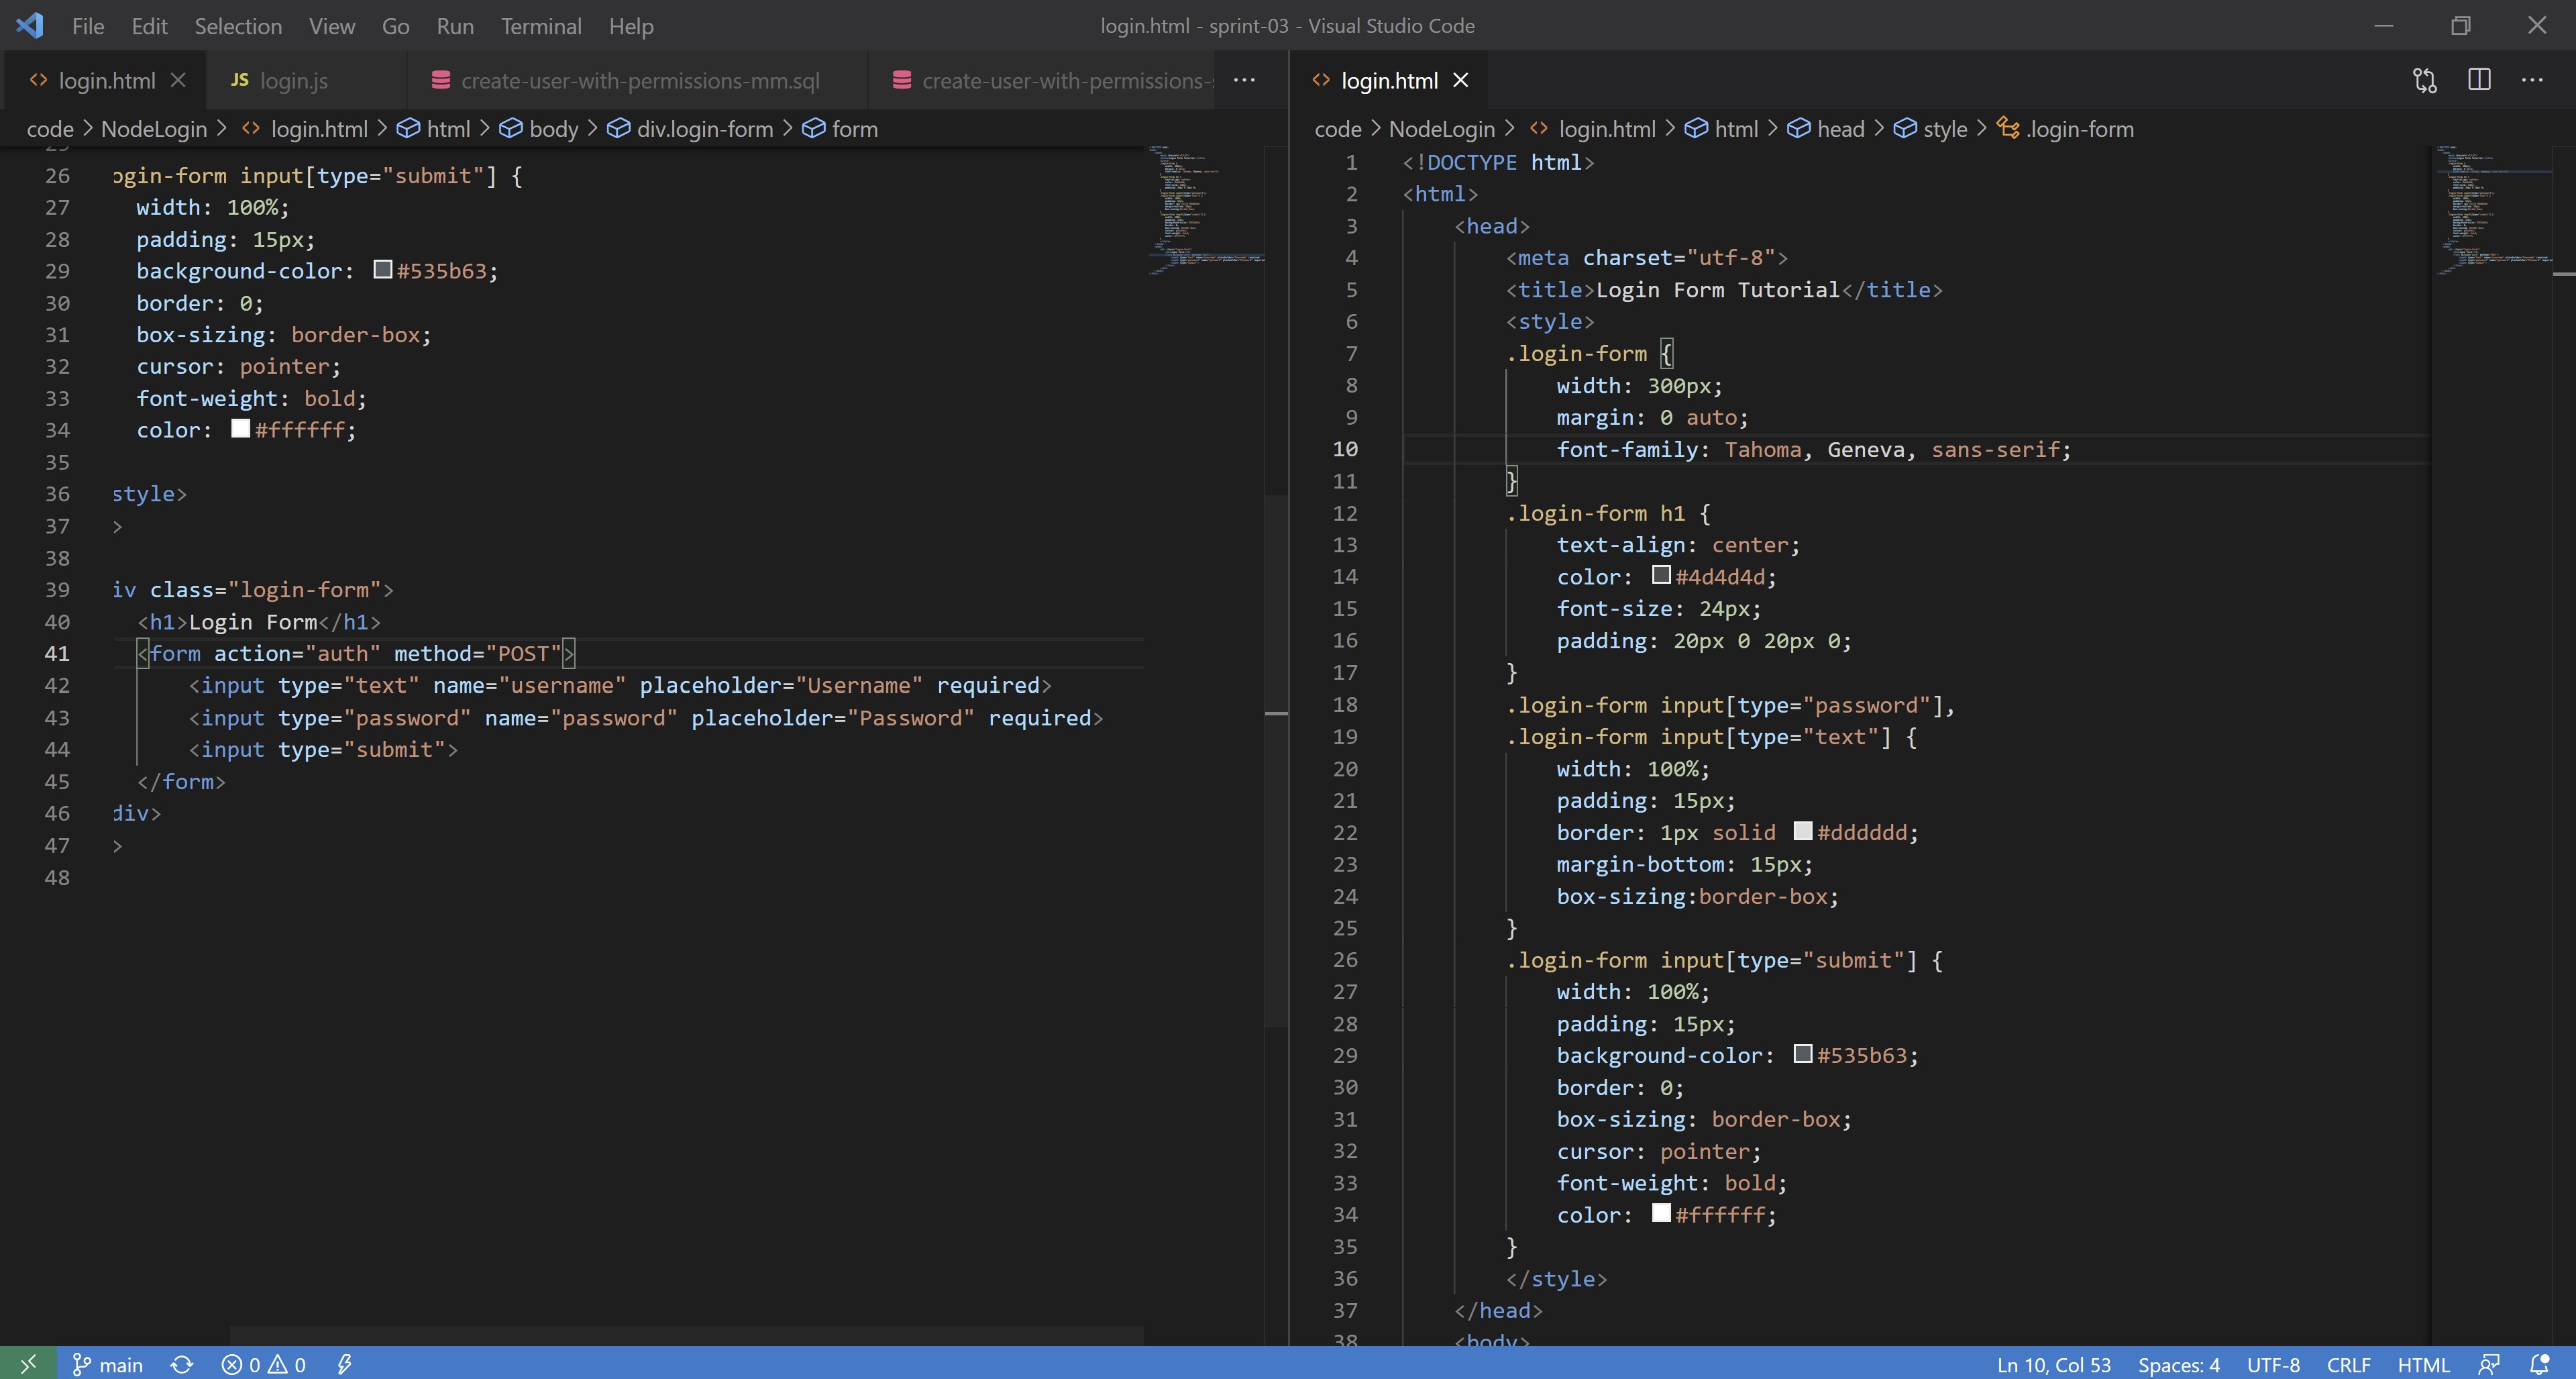 File Edit Selection View Go Run Terminal Help
login.html - sprint-03 - Visual Studio Code
login.html
JS login.js
create-user-with-permissions-mm.sql
create-user-with-permissions-
code > NodeLogin > login.html > html > body > div.login-form > form
26 ogin-form input[type="submit"] {
27 width: 100%;
28 padding: 15px;
29 background-color: #535b63;
30 border: 0;
31 box-sizing: border-box;
32 cursor: pointer;
33 font-weight: bold;
34 color: #ffffff;
35
36 style>
37 >
38
39 iv class="login-form">
40 <h1>Login Form</h1>
41 <form action="auth" method="POST">
42 <input type="text" name="username" placeholder="Username" required>
43 <input type="password" name="password" placeholder="Password" required>
44 <input type="submit">
45 </form>
46 div>
47 >
48
login.html
code > NodeLogin > login.html > html > head > style > .login-form
1 <!DOCTYPE html>
2 <html>
3 <head>
4 <meta charset="utf-8">
5 <title>Login Form Tutorial</title>
6 <style>
7 .login-form {
8 width: 300px;
9 margin: 0 auto;
10 font-family: Tahoma, Geneva, sans-serif;
11 }
12 .login-form h1 {
13 text-align: center;
14 color: #4d4d4d;
15 font-size: 24px;
16 padding: 20px 0 20px 0;
17 }
18 .login-form input[type="password"],
19 .login-form input[type="text"] {
20 width: 100%;
21 padding: 15px;
22 border: 1px solid #dddddd;
23 margin-bottom: 15px;
24 box-sizing:border-box;
25 }
26 .login-form input[type="submit"] {
27 width: 100%;
28 padding: 15px;
29 background-color: #535b63;
30 border: 0;
31 box-sizing: border-box;
32 cursor: pointer;
33 font-weight: bold;
34 color: #ffffff;
35 }
36 </style>
37 </head>
38 <body>
main 0 0
Ln 10, Col 53 Spaces: 4 UTF-8 CRLF HTML